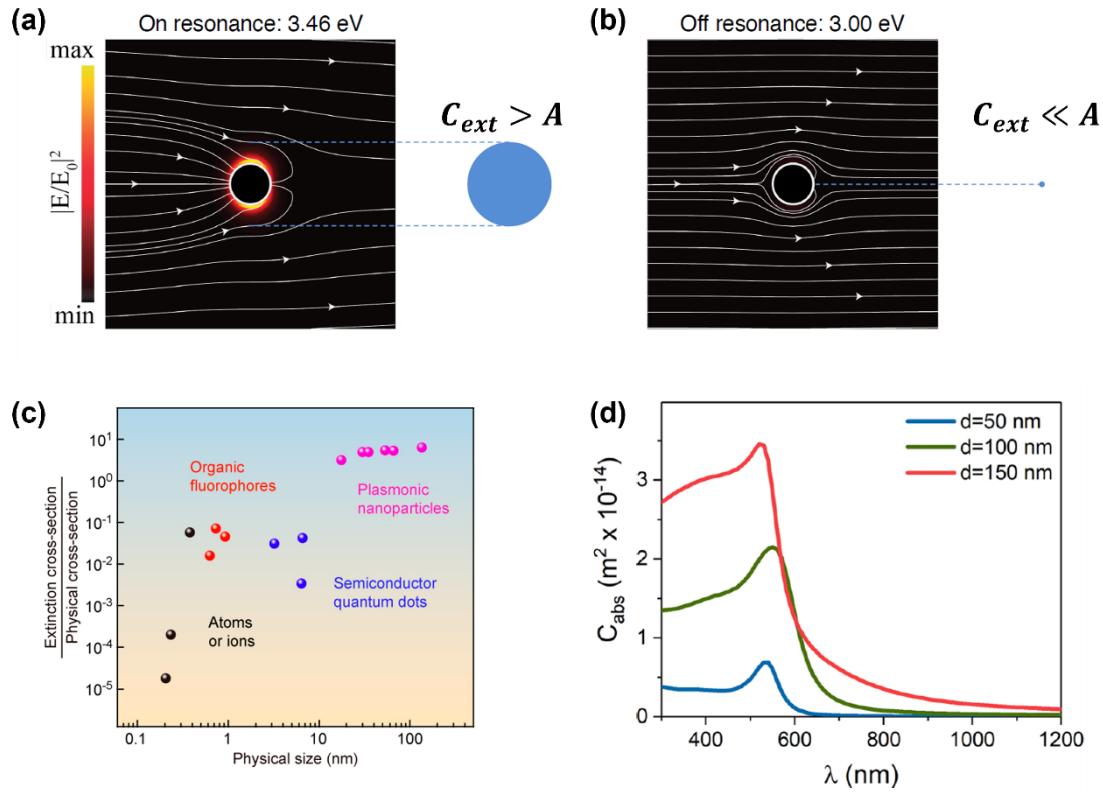 (a)
On resonance: 3.46 eV
max
|E/E₀|²
min
C_ext > A
(b)
Off resonance: 3.00 eV
C_ext ≪ A
(c)
Extinction cross-section
Physical cross-section
10¹
10⁰
10⁻¹
10⁻²
10⁻³
10⁻⁴
10⁻⁵
Organic
fluorophores
Plasmonic
nanoparticles
Semiconductor
quantum dots
Atoms
or ions
0.1
1
10
100
Physical size (nm)
(d)
C_abs (m² x 10⁻¹⁴)
3
2
1
0
d=50 nm
d=100 nm
d=150 nm
400
600
800
1000
1200
λ (nm)